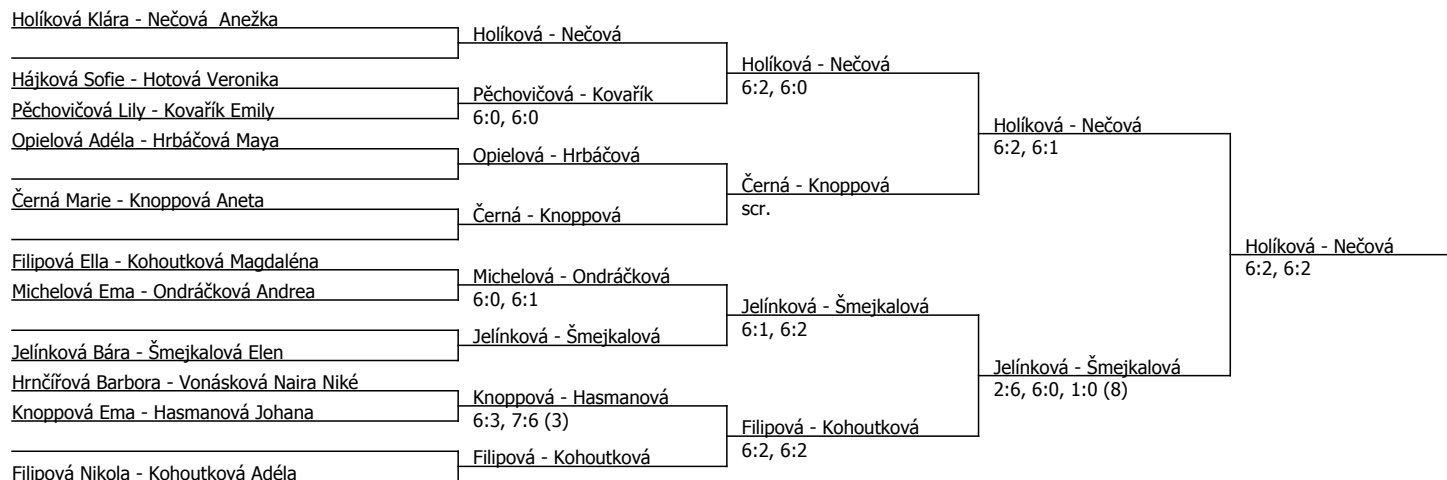 Holíková Klára - Nečová  Anežka
Hájková Sofie - Hotová Veronika
Pěchovičová Lily - Kovařík Emily
Opielová Adéla - Hrbáčová Maya
Černá Marie - Knoppová Aneta
Filipová Ella - Kohoutková Magdaléna
Michelová Ema - Ondráčková Andrea
Jelínková Bára - Šmejkalová Elen
Hrnčířová Barbora - Vonásková Naira Niké
Knoppová Ema - Hasmanová Johana
Filipová Nikola - Kohoutková Adéla
Holíková - Nečová
Pěchovičová - Kovařík
6:0, 6:0
Opielová - Hrbáčová
Černá - Knoppová
Michelová - Ondráčková
6:0, 6:1
Jelínková - Šmejkalová
Knoppová - Hasmanová
6:3, 7:6 (3)
Filipová - Kohoutková
Holíková - Nečová
6:2, 6:0
Černá - Knoppová
scr.
Jelínková - Šmejkalová
6:1, 6:2
Filipová - Kohoutková
6:2, 6:2
Holíková - Nečová
6:2, 6:1
Jelínková - Šmejkalová
2:6, 6:0, 1:0 (8)
Holíková - Nečová
6:2, 6:2